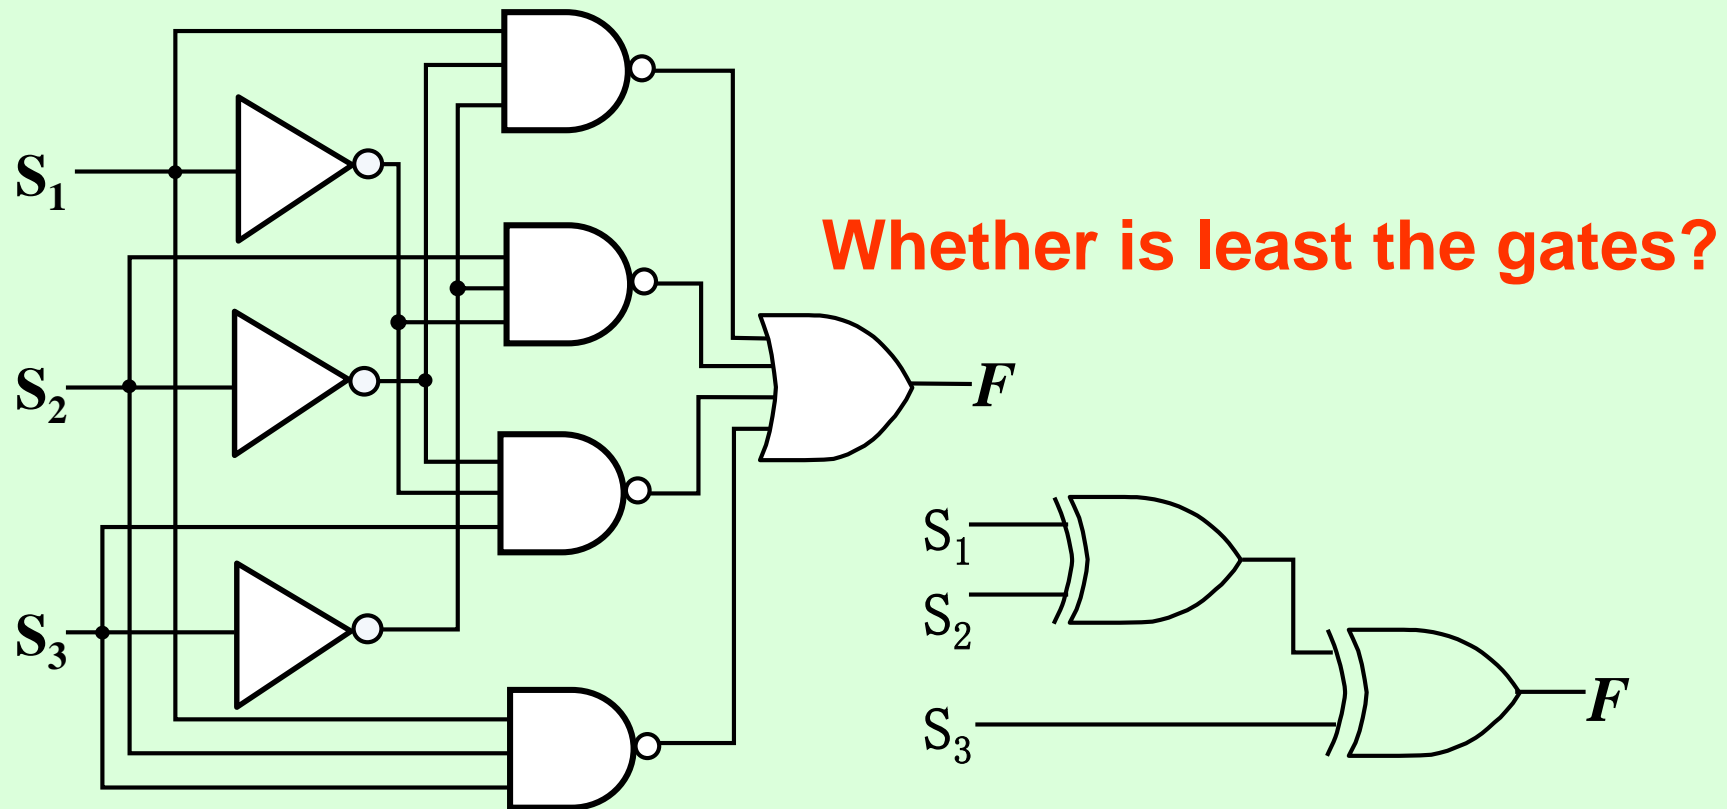 S₁
Whether is least the gates?
S₂
F
S₃
S₁
S₂
S₃
F